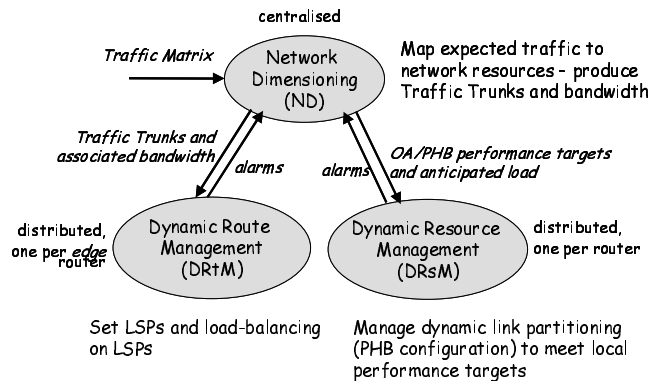 centralised
Traffic Matrix
Network
Dimensioning
(ND)
Map expected traffic to
network resources – produce
Traffic Trunks and bandwidth
Traffic Trunks and
associated bandwidth
alarms
alarms
OA/PHB performance targets
and anticipated load
distributed,
one per edge
router
Dynamic Route
Management
(DRtM)
Dynamic Resource
Management
(DRsM)
distributed,
one per router
Set LSPs and load-balancing
on LSPs
Manage dynamic link partitioning
(PHB configuration) to meet local
performance targets